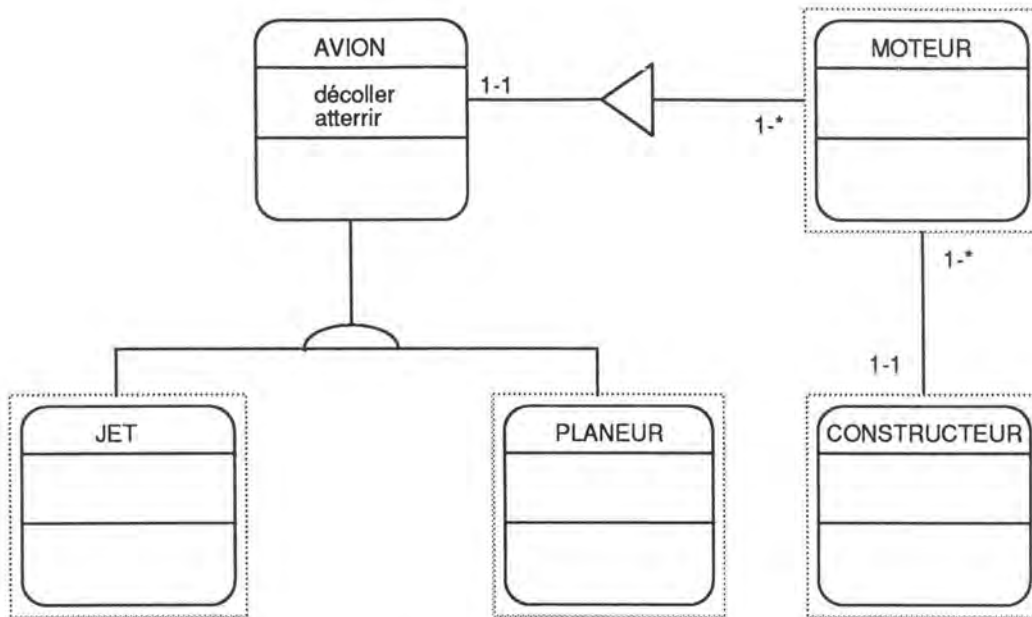 AVION
décoller
atterrir
1-1
1-*
MOTEUR
1-*
1-1
JET
PLANEUR
CONSTRUCTEUR